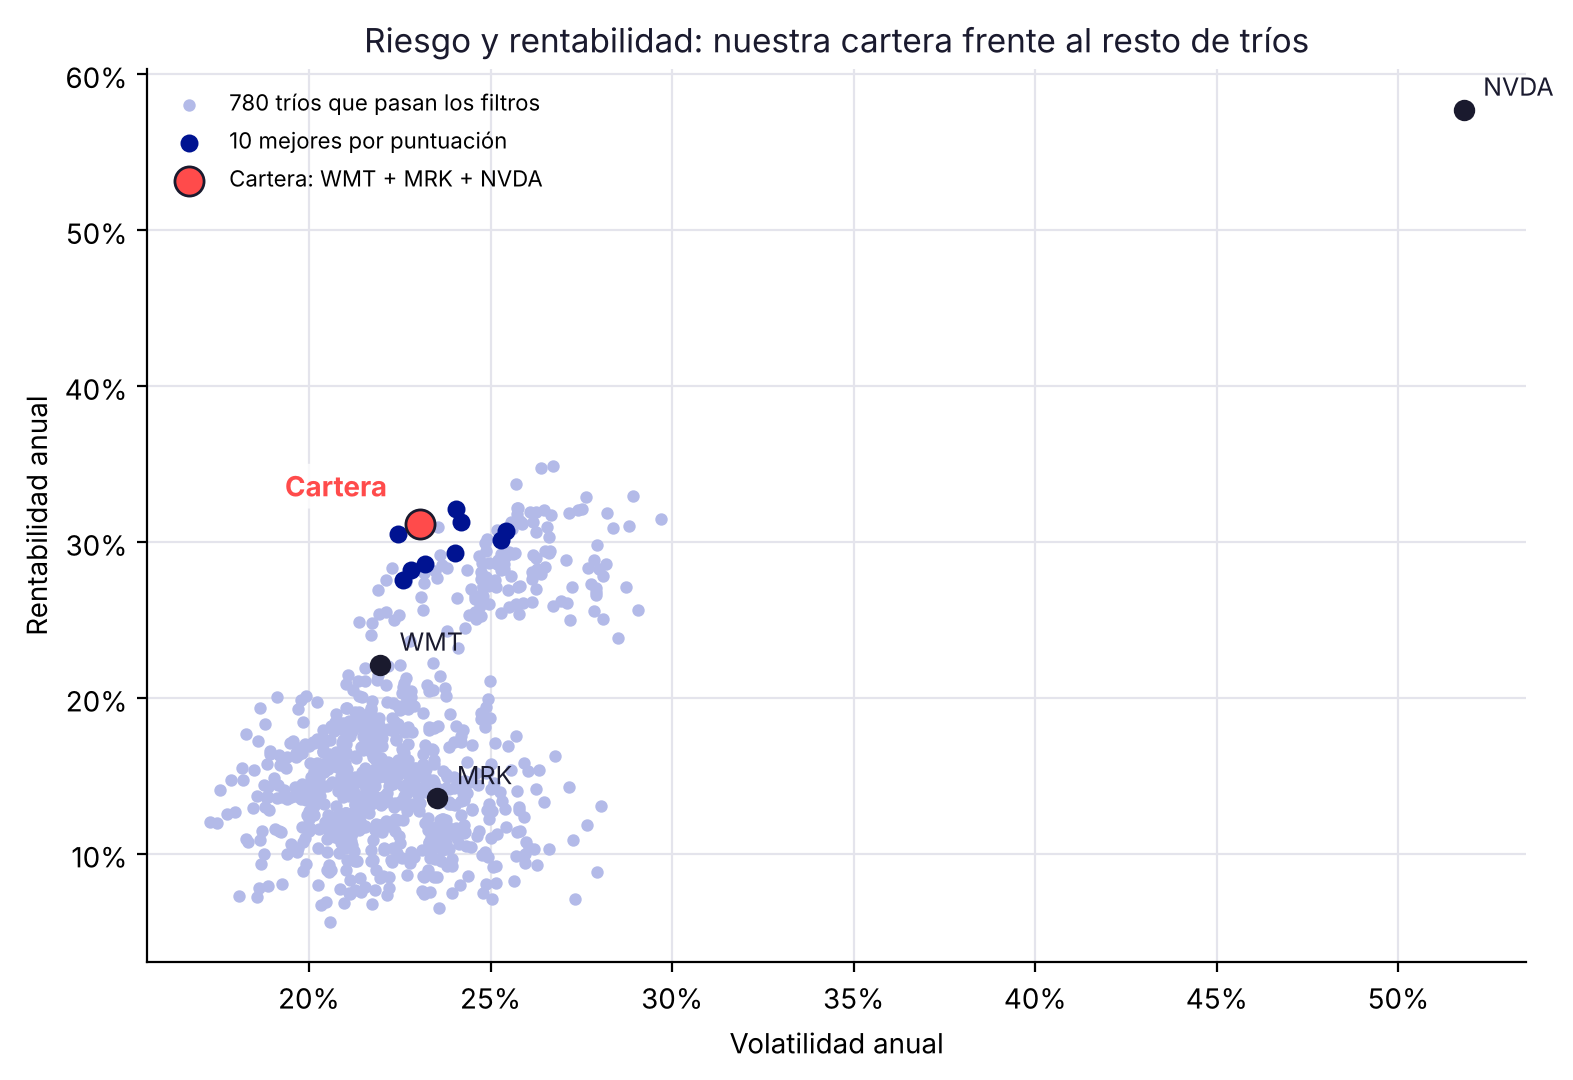 Riesgo y rentabilidad: nuestra cartera frente al resto de tríos
780 tríos que pasan los filtros
10 mejores por puntuación
Cartera: WMT + MRK + NVDA
NVDA
60%
50%
40%
30%
20%
10%
Rentabilidad anual
Cartera
WMT
MRK
20%
25%
30%
35%
40%
45%
50%
Volatilidad anual